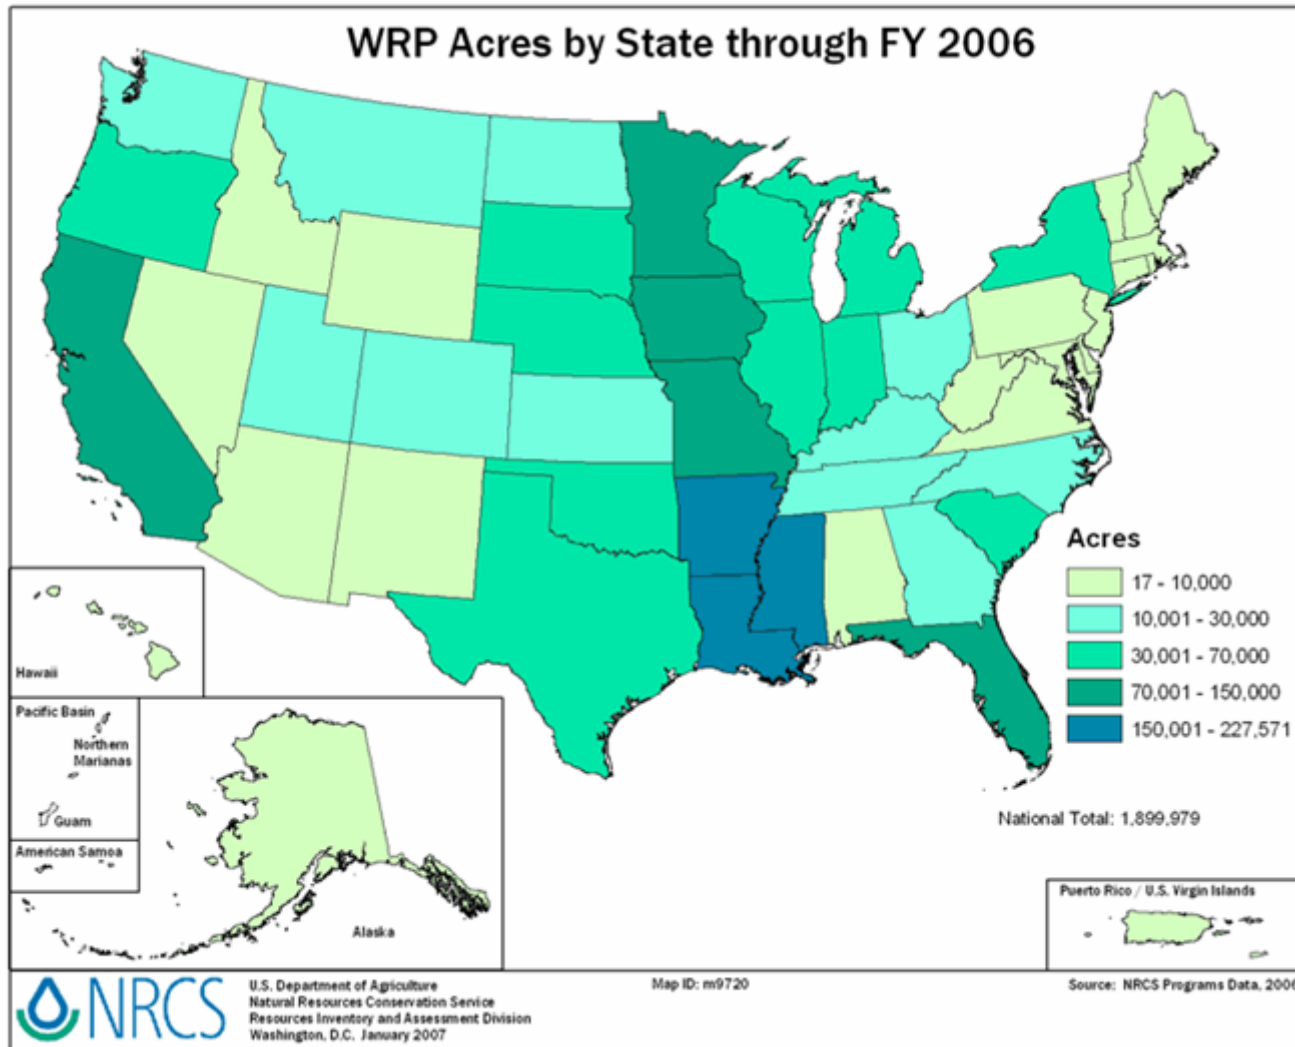 WRP Acres by State through FY 2006
Acres
17 - 10,000
10,001 - 30,000
30,001 - 70,000
70,001 - 150,000
150,001 - 227,571
National Total: 1,899,979
Hawaii
Pacific Basin
Northern
Marianas
Guam
American Samoa
Alaska
Puerto Rico / U.S. Virgin Islands
NRCS
U.S. Department of Agriculture
Natural Resources Conservation Service
Resources Inventory and Assessment Division
Washington, D.C. January 2007
Map ID: m9720
Source: NRCS Programs Data, 2006